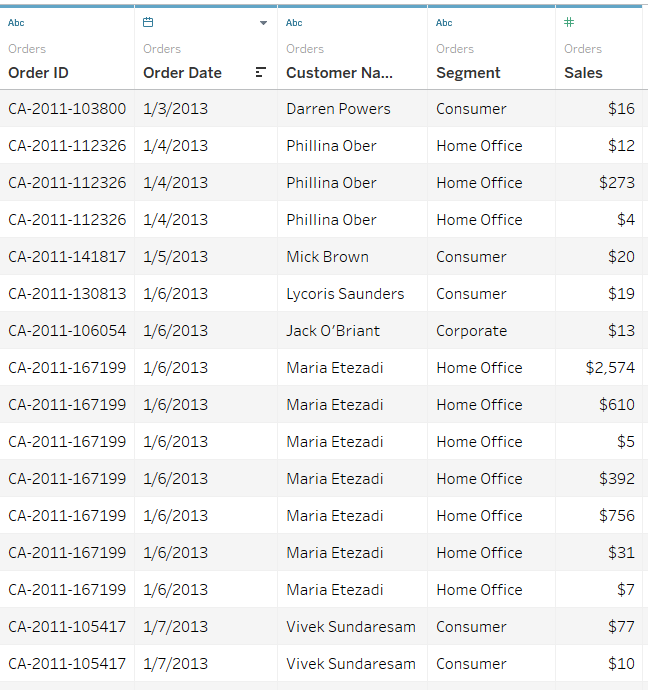 Abc Abc Abc #
Orders Orders Orders Orders Orders
Order ID Order Date Customer Na... Segment Sales
CA-2011-103800 1/3/2013 Darren Powers Consumer $16
CA-2011-112326 1/4/2013 Phillina Ober Home Office $12
CA-2011-112326 1/4/2013 Phillina Ober Home Office $273
CA-2011-112326 1/4/2013 Phillina Ober Home Office $4
CA-2011-141817 1/5/2013 Mick Brown Consumer $20
CA-2011-130813 1/6/2013 Lycoris Saunders Consumer $19
CA-2011-106054 1/6/2013 Jack O'Briant Corporate $13
CA-2011-167199 1/6/2013 Maria Etezadi Home Office $2,574
CA-2011-167199 1/6/2013 Maria Etezadi Home Office $610
CA-2011-167199 1/6/2013 Maria Etezadi Home Office $5
CA-2011-167199 1/6/2013 Maria Etezadi Home Office $392
CA-2011-167199 1/6/2013 Maria Etezadi Home Office $756
CA-2011-167199 1/6/2013 Maria Etezadi Home Office $31
CA-2011-167199 1/6/2013 Maria Etezadi Home Office $7
CA-2011-105417 1/7/2013 Vivek Sundaresam Consumer $77
CA-2011-105417 1/7/2013 Vivek Sundaresam Consumer $10